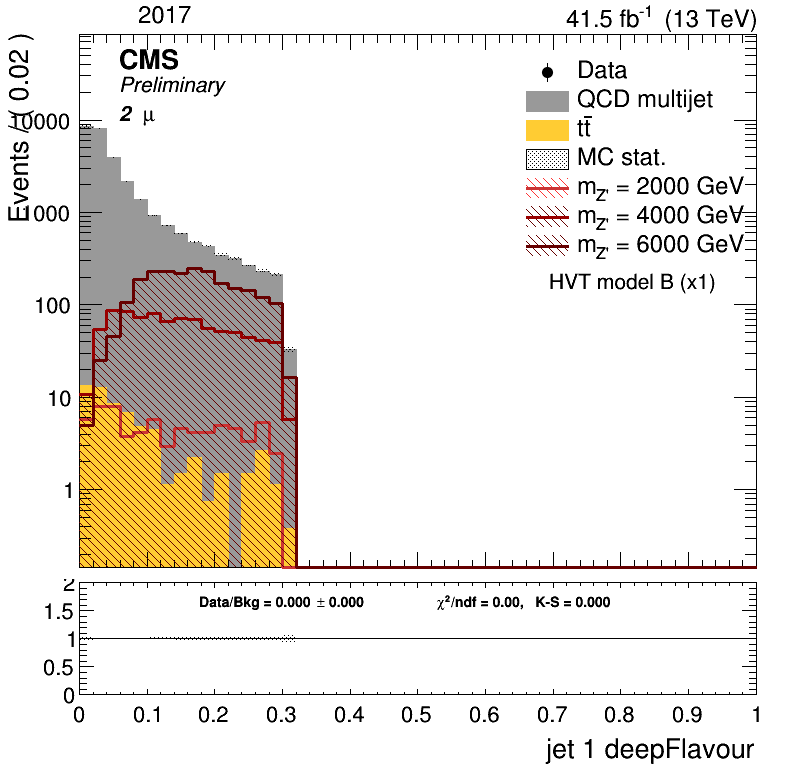 2017
41.5 fb-1 (13 TeV)
CMS
Preliminary
2 μ
Data
QCD multijet
tt̄
MC stat.
mZ' = 2000 GeV
mZ' = 4000 GeV
mZ' = 6000 GeV
HVT model B (x1)
Events / ( 0.02 )
10000
1000
100
10
1
Data/Bkg = 0.000 ± 0.000
χ²/ndf = 0.00, K-S = 0.000
2
1.5
1
0.5
0
0 0.1 0.2 0.3 0.4 0.5 0.6 0.7 0.8 0.9 1
jet 1 deepFlavour